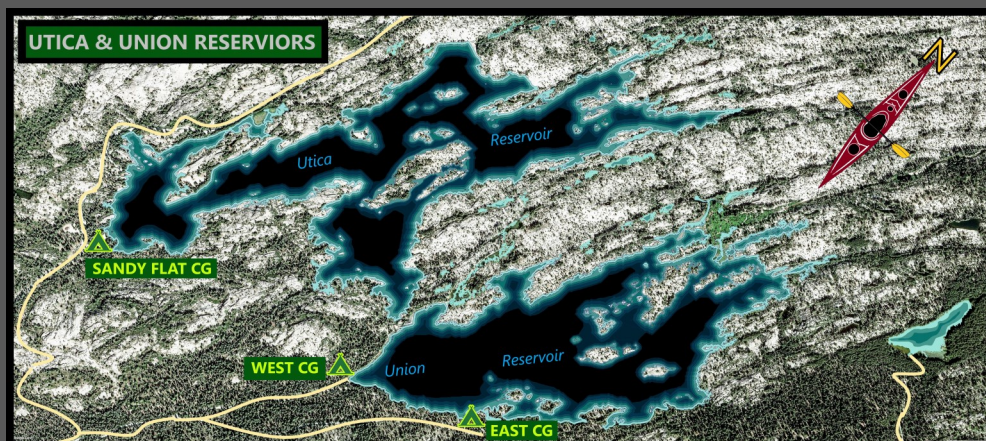 UTICA & UNION RESERVIORS
N
Utica
Reservoir
SANDY FLAT CG
WEST CG
Union
Reservoir
EAST CG